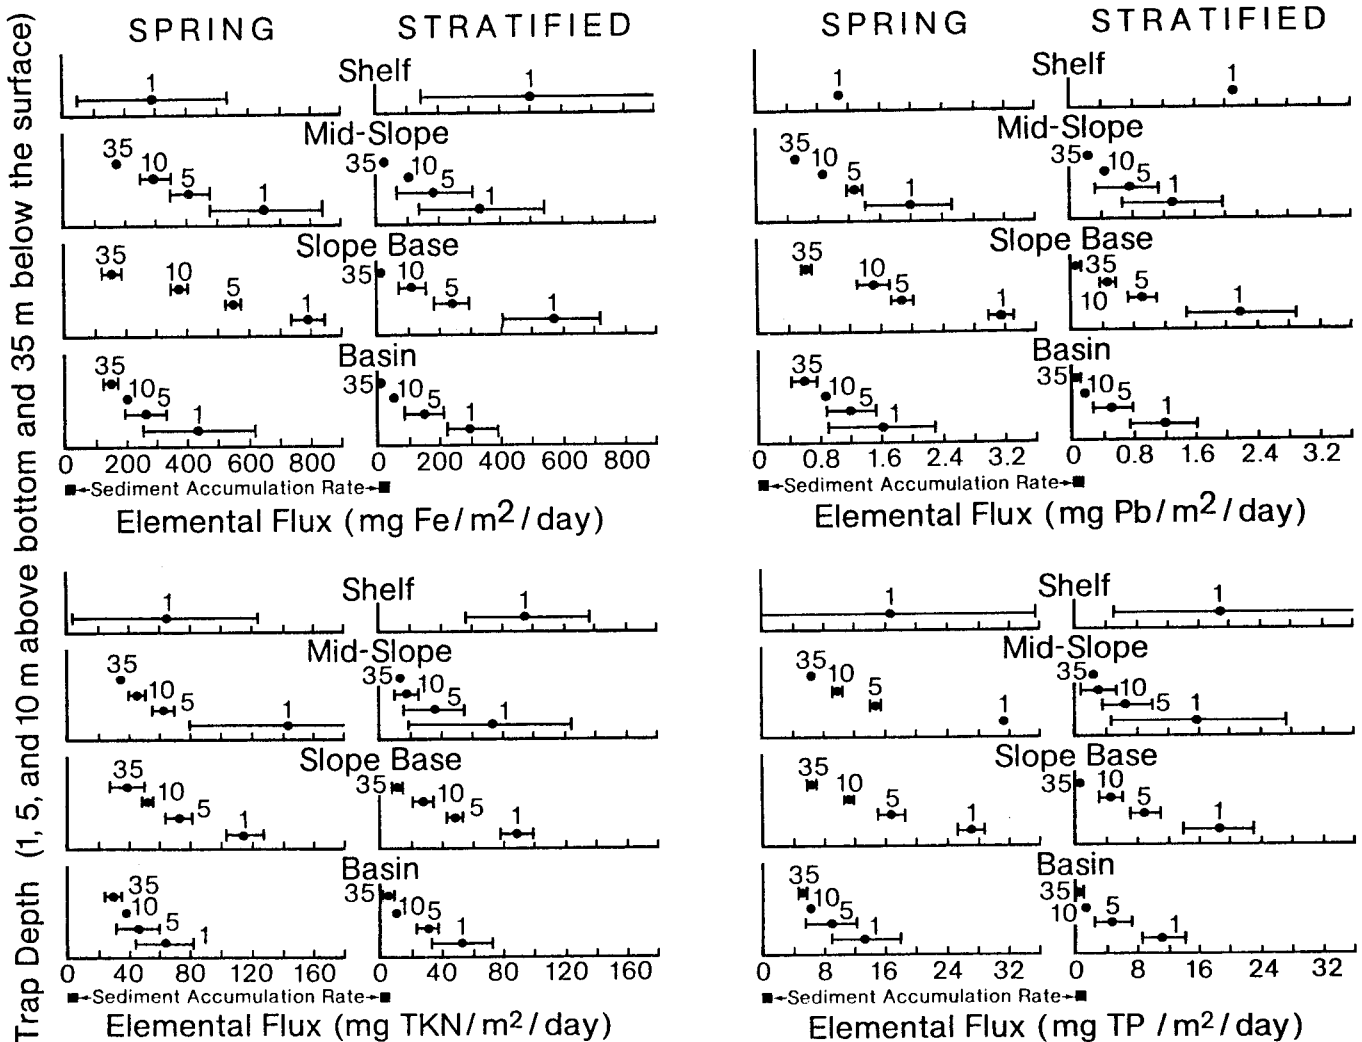 Trap Depth (1, 5, and 10 m above bottom and 35 m below the surface)
SPRING STRATIFIED
Shelf
1 1
Mid-Slope
35 10 5 1
35 10 5 1
Slope Base
35 10 5 1
35 10 5 1
Basin
35 10 5 1
35 10 5 1
0 200 400 600 800 0 200 400 600 800
Sediment Accumulation Rate
Elemental Flux (mg Fe/m2/day)
SPRING STRATIFIED
Shelf
1 1
Mid-Slope
35 10 5 1
35 10 5 1
Slope Base
35 10 5 1
35 10 5 1
Basin
35 10 5 1
35 10 5 1
0 0.8 1.6 2.4 3.2 0 0.8 1.6 2.4 3.2
Sediment Accumulation Rate
Elemental Flux (mg Pb/m2/day)
Shelf
1 1
Mid-Slope
35 10 5 1
35 10 5 1
Slope Base
35 10 5 1
35 10 5 1
Basin
35 10 5 1
35 10 5 1
0 40 80 120 160 0 40 80 120 160
Sediment Accumulation Rate
Elemental Flux (mg TKN/m2/day)
Shelf
1 1
Mid-Slope
35 10 5 1
35 10 5 1
Slope Base
35 10 5 1
35 10 5 1
Basin
35 10 5 1
35 10 5 1
0 8 16 24 32 0 8 16 24 32
Sediment Accumulation Rate
Elemental Flux (mg TP /m2/day)